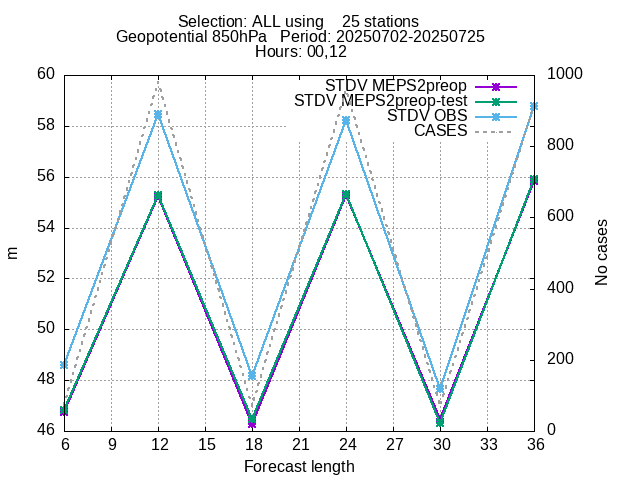 Selection: ALL using    25 stations
Geopotential 850hPa   Period: 20250702-20250725
Hours: 00,12
STDV MEPS2preop
STDV MEPS2preop-test
STDV OBS
CASES
60
58
56
54
52
50
48
46
m
1000
800
600
400
200
0
No cases
6 9 12 15 18 21 24 27 30 33 36
Forecast length